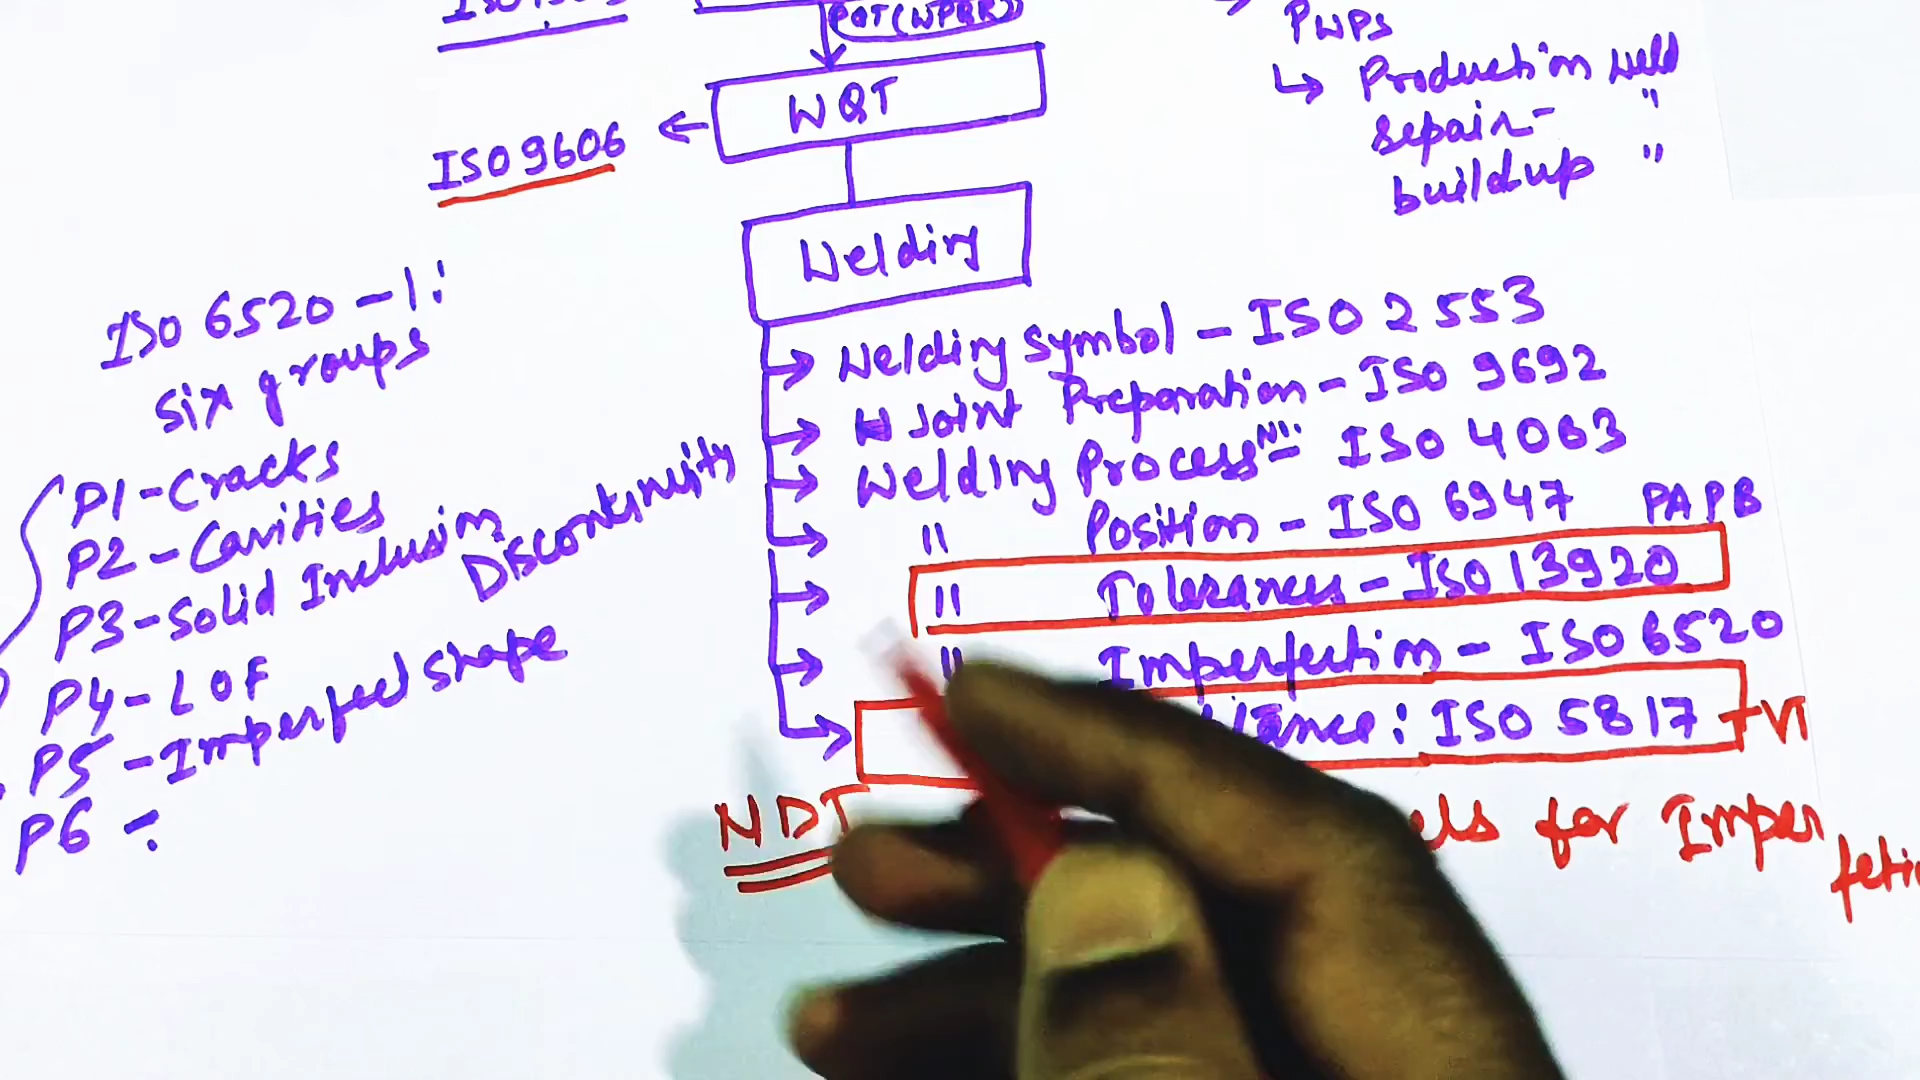 PQT(WPQR)
PWPS
↳ Production weld
repair- "
buildup "
WQT
ISO 9606
Welding
ISO 6520-1:
six groups
P1-Cracks
P2-Cavities
P3-Solid Inclusion
P4-LOF
P5-Imperfect shape
P6-:
Discontinuity
Welding symbol - ISO 2553
W Joint Preparation - ISO 9692
Welding Process No. - ISO 4063
" Position - ISO 6947 PA PB
" Tolerances - ISO 13920
" Imperfection - ISO 6520
: ISO 5817 VT
NDT
for Imper